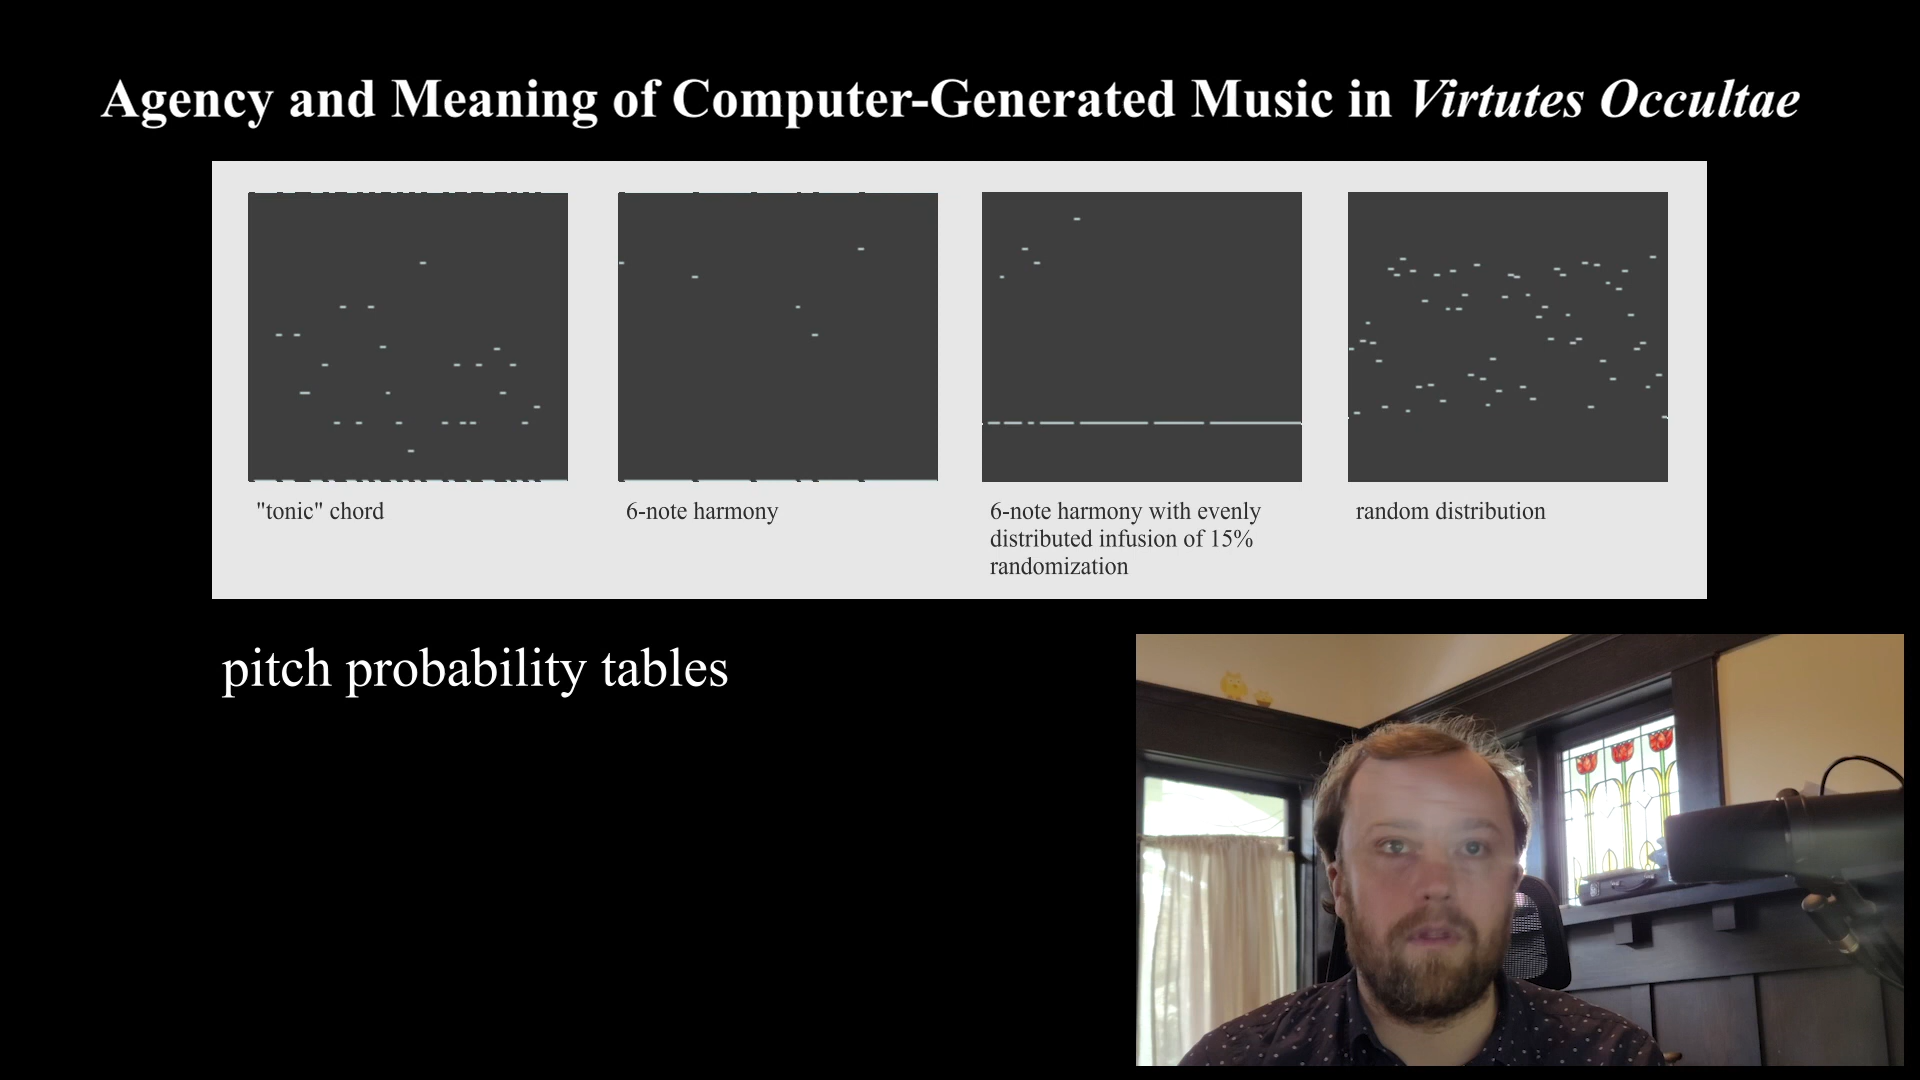 Agency and Meaning of Computer-Generated Music in Virtutes Occultae
"tonic" chord
6-note harmony
6-note harmony with evenly
distributed infusion of 15%
randomization
random distribution
pitch probability tables